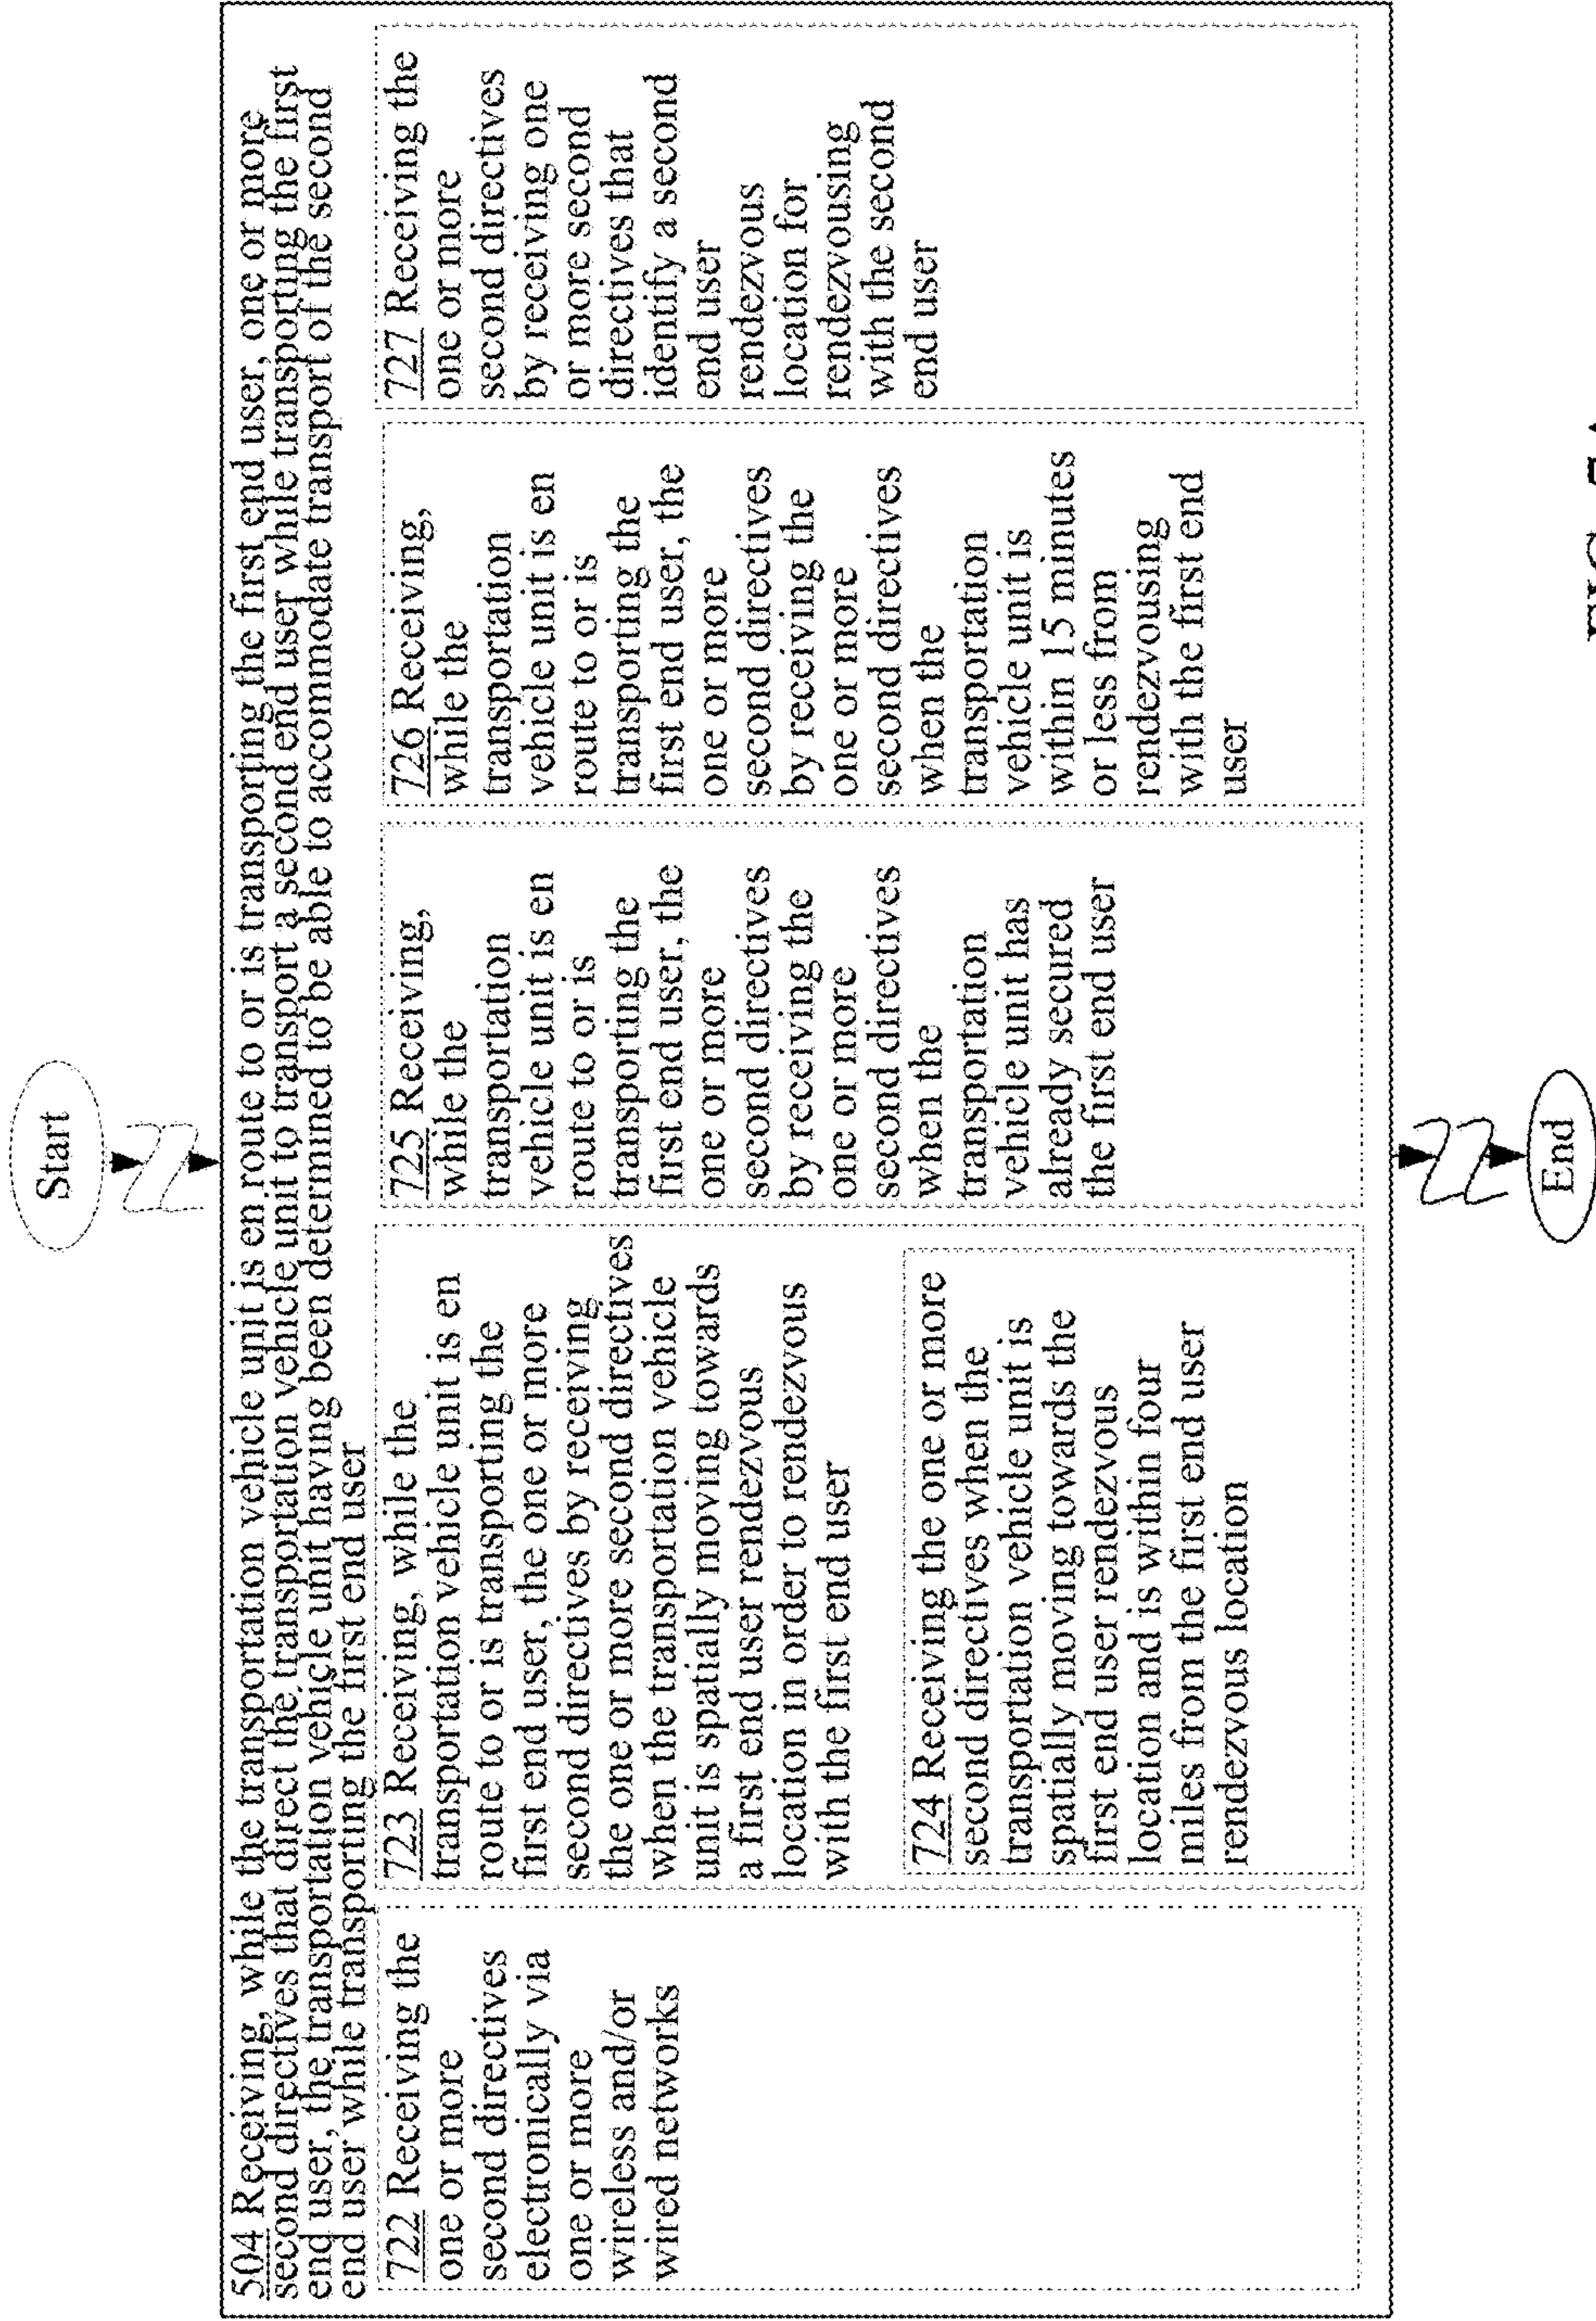 Start
504 Receiving, while the transportation vehicle unit is en route to or is transporting the first end user, one or more
second directives that direct the transportation vehicle unit to transport a second end user while transporting the first
end user, the transportation vehicle unit having been determined to be able to accommodate transport of the second
end user while transporting the first end user
722 Receiving the
one or more
second directives
electronically via
one or more
wireless and/or
wired networks
723 Receiving, while the
transportation vehicle unit is en
route to or is transporting the
first end user, the one or more
second directives by receiving
the one or more second directives
when the transportation vehicle
unit is spatially moving towards
a first end user rendezvous
location in order to rendezvous
with the first end user
724 Receiving the one or more
second directives when the
transportation vehicle unit is
spatially moving towards the
first end user rendezvous
location and is within four
miles from the first end user
rendezvous location
725 Receiving,
while the
transportation
vehicle unit is en
route to or is
transporting the
first end user, the
one or more
second directives
by receiving the
one or more
second directives
when the
transportation
vehicle unit has
already secured
the first end user
726 Receiving,
while the
transportation
vehicle unit is en
route to or is
transporting the
first end user, the
one or more
second directives
by receiving the
one or more
second directives
when the
transportation
vehicle unit is
within 15 minutes
or less from
rendezvousing
with the first end
user
727 Receiving the
one or more
second directives
by receiving one
or more second
directives that
identify a second
end user
rendezvous
location for
rendezvousing
with the second
end user
End